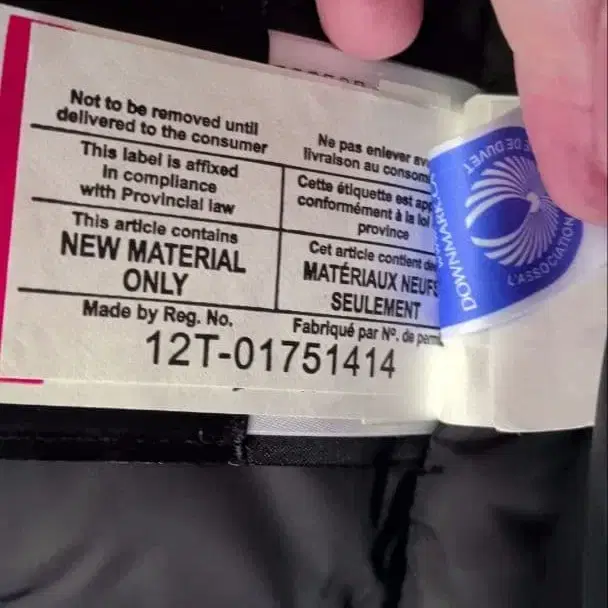 Not to be removed until
delivered to the consumer
This label is affixed
in compliance
with Provincial law
This article contains
NEW MATERIAL
ONLY
Made by Reg. No.
Ne pas enlever
livraison au
Cette étiquette est
conformément à la loi
province
Cet article contient
MATÉRIAUX NEUFS
SEULEMENT
Fabriqué par Nº. de
12T-01751414
DOWNMARK
L'ASSOCIATION
DE DUVET